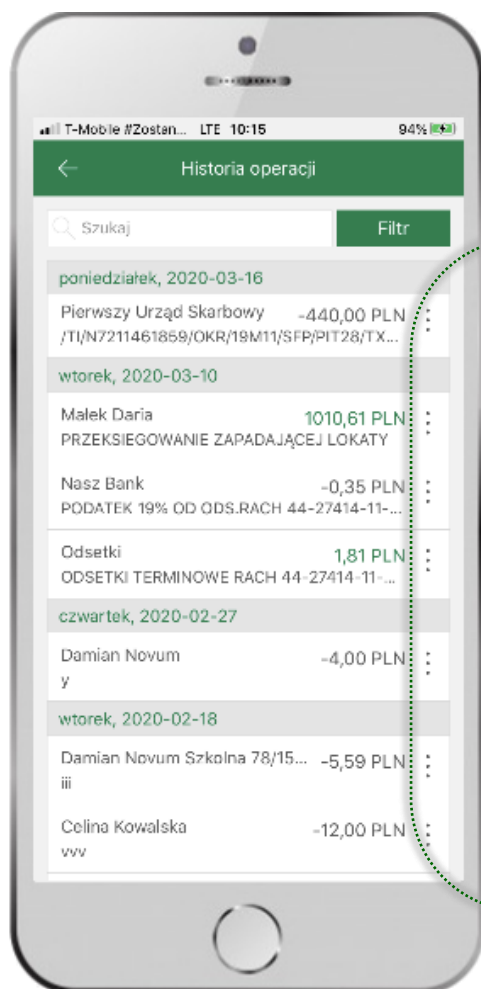 T-Mobile #Zostan... LTE 10:15 94%
Historia operacji
Szukaj Filtr
poniedziałek, 2020-03-16
Pierwszy Urząd Skarbowy -440,00 PLN
/TI/N7211461859/OKR/19M11/SFP/PIT28/TX...
wtorek, 2020-03-10
Małek Daria 1010,61 PLN
PRZEKSIEGOWANIE ZAPADAJĄCEJ LOKATY
Nasz Bank -0,35 PLN
PODATEK 19% OD ODS.RACH 44-27414-11-...
Odsetki 1,81 PLN
ODSETKI TERMINOWE RACH 44-27414-11-...
czwartek, 2020-02-27
Damian Novum -4,00 PLN
y
wtorek, 2020-02-18
Damian Novum Szkolna 78/15... -5,59 PLN
iii
Celina Kowalska -12,00 PLN
vvv